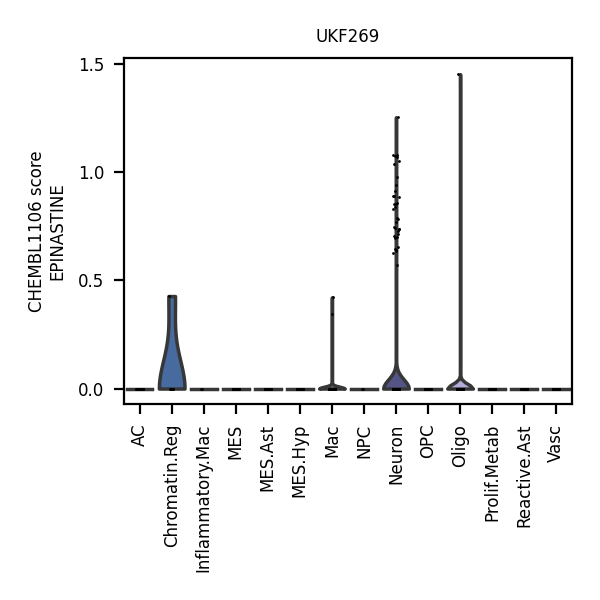 UKF269
CHEMBL1106 score
EPINASTINE
1.5
1.0
0.5
0.0
AC
Chromatin.Reg
Inflammatory.Mac
MES
MES.Ast
MES.Hyp
Mac
NPC
Neuron
OPC
Oligo
Prolif.Metab
Reactive.Ast
Vasc